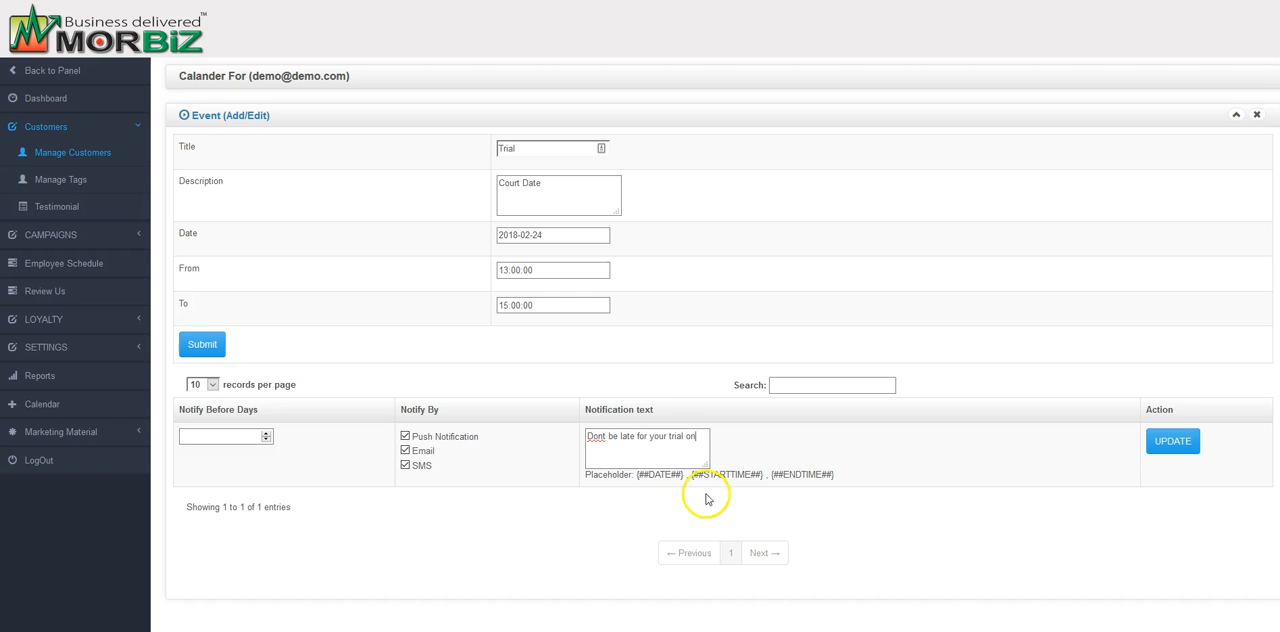 Business delivered™
MORBiZ
Back to Panel
Dashboard
Customers
Manage Customers
Manage Tags
Testimonial
CAMPAIGNS
Employee Schedule
Review Us
LOYALTY
SETTINGS
Reports
Calendar
Marketing Material
LogOut
Calander For (demo@demo.com)
Event (Add/Edit)
Title Trial
Description Court Date
Date 2018-02-24
From 13:00:00
To 15:00:00
Submit
10 records per page Search:
Notify Before Days Notify By Notification text Action
Push Notification Dont be late for your trial on UPDATE
Email
SMS
Placeholder: {##DATE##} , {##STARTTIME##} , {##ENDTIME##}
Showing 1 to 1 of 1 entries
← Previous 1 Next →